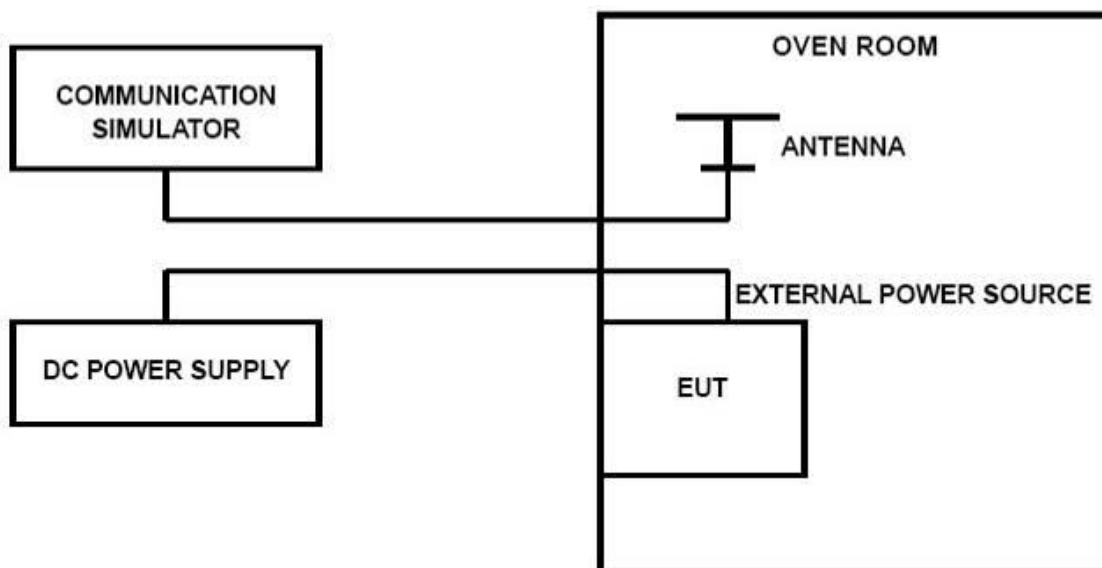 OVEN ROOM
COMMUNICATION
SIMULATOR
ANTENNA
EXTERNAL POWER SOURCE
DC POWER SUPPLY
EUT